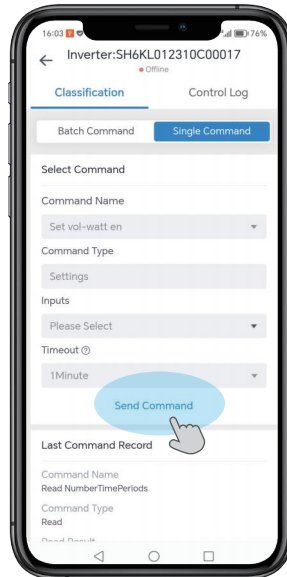 16:03
76%
Inverter:SH6KL012310C00017
Offline
Classification Control Log
Batch Command Single Command
Select Command
Command Name
Set vol-watt en
Command Type
Settings
Inputs
Please Select
Timeout
1Minute
Send Command
Last Command Record
Command Name
Read NumberTimePeriods
Command Type
Read
Read Result